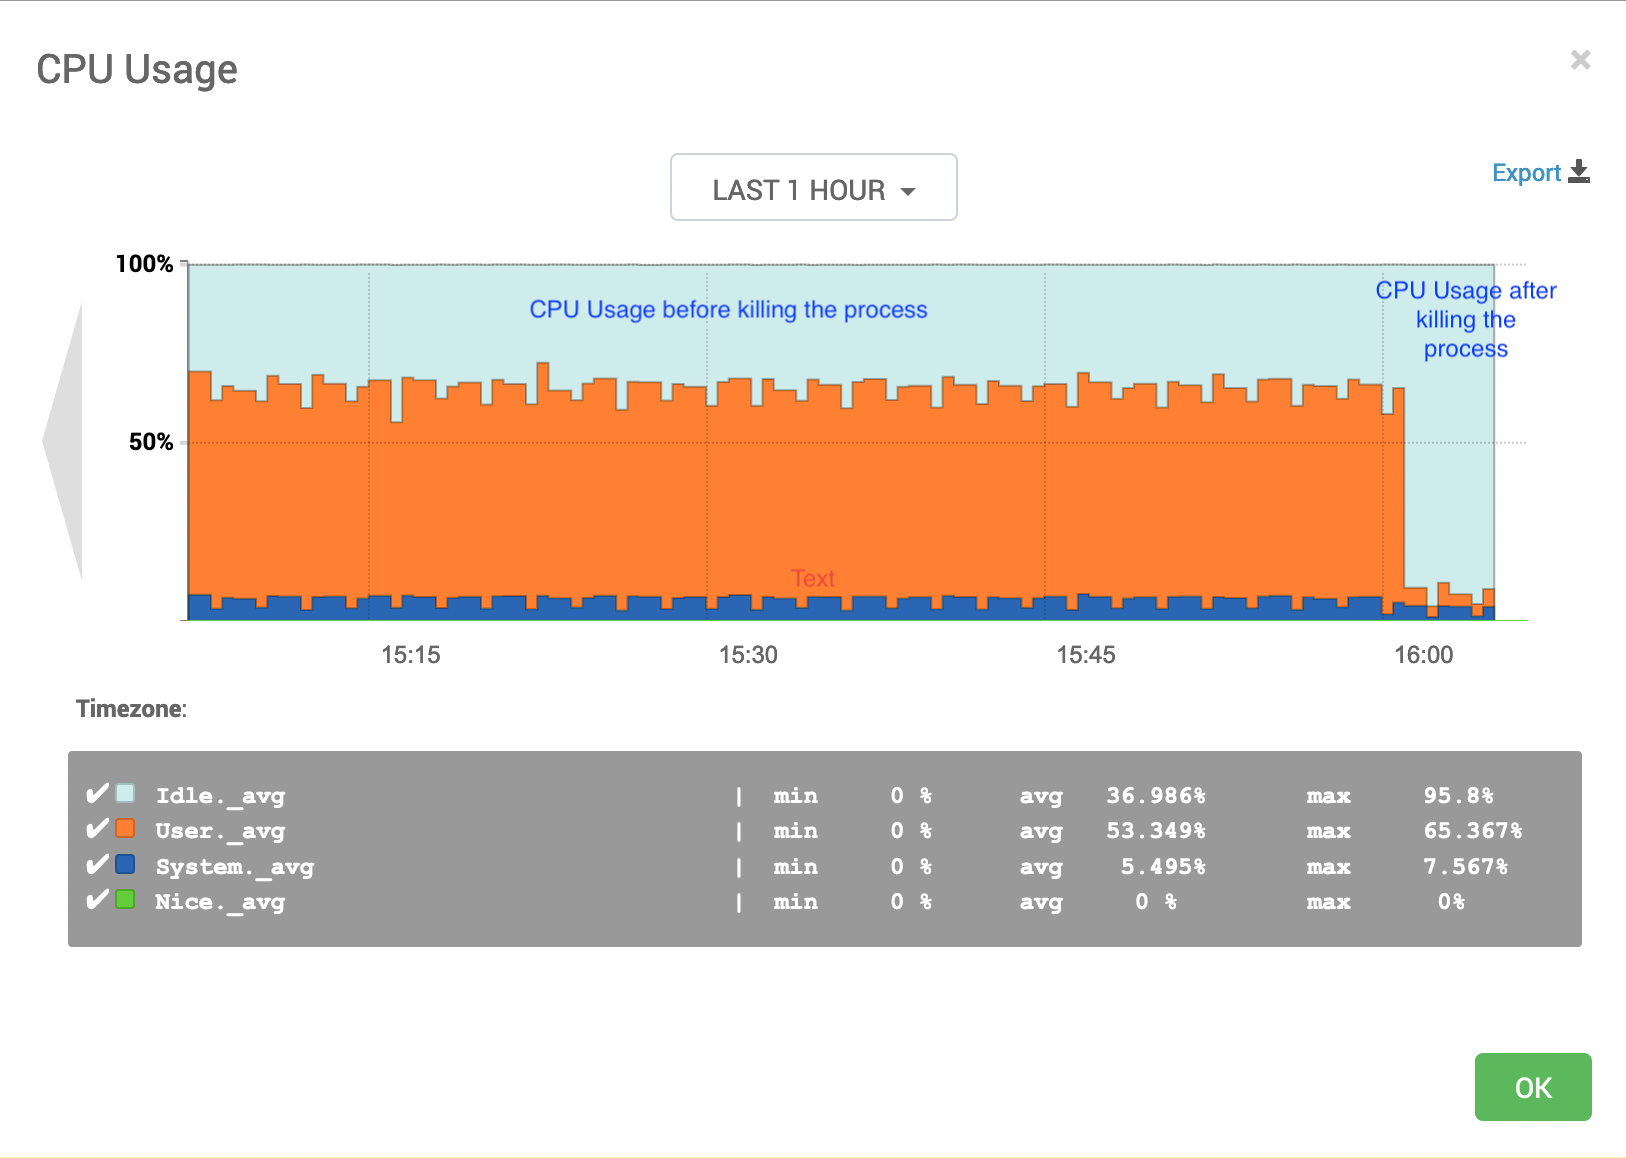 CPU Usage
×
LAST 1 HOUR
Export
100%
CPU Usage before killing the process
CPU Usage after
killing the
process
50%
Text
15:15 15:30 15:45 16:00
Timezone:
Idle._avg | min 0 % avg 36.986% max 95.8%
User._avg | min 0 % avg 53.349% max 65.367%
System._avg | min 0 % avg 5.495% max 7.567%
Nice._avg | min 0 % avg 0 % max 0%
OK